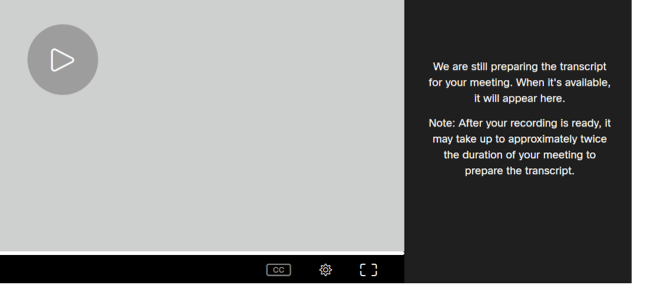 We are still preparing the transcript
for your meeting. When it's available,
it will appear here.
Note: After your recording is ready, it
may take up to approximately twice
the duration of your meeting to
prepare the transcript.
CC